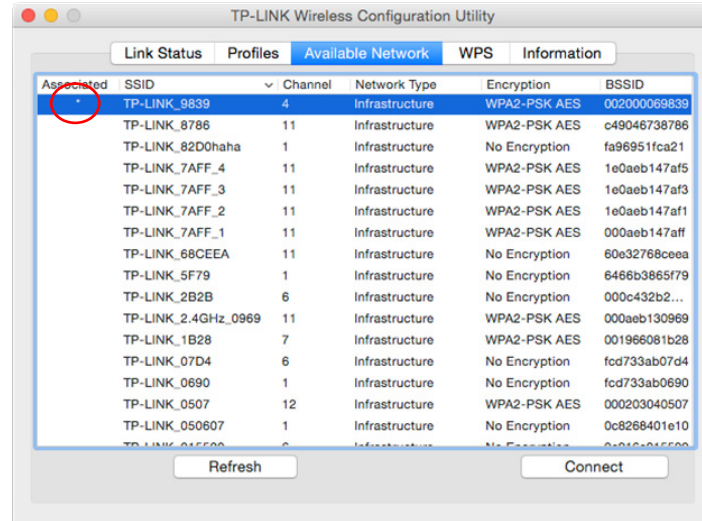 TP-LINK Wireless Configuration Utility
Link Status Profiles Available Network WPS Information
Associated SSID Channel Network Type Encryption BSSID
* TP-LINK_9839 4 Infrastructure WPA2-PSK AES 002000069839
TP-LINK_8786 11 Infrastructure WPA2-PSK AES c49046738786
TP-LINK_82D0haha 1 Infrastructure No Encryption fa96951fca21
TP-LINK_7AFF_4 11 Infrastructure WPA2-PSK AES 1e0aeb147af5
TP-LINK_7AFF_3 11 Infrastructure WPA2-PSK AES 1e0aeb147af3
TP-LINK_7AFF_2 11 Infrastructure WPA2-PSK AES 1e0aeb147af1
TP-LINK_7AFF_1 11 Infrastructure WPA2-PSK AES 000aeb147aff
TP-LINK_68CEEA 11 Infrastructure No Encryption 60e32768ceea
TP-LINK_5F79 1 Infrastructure No Encryption 6466b3865f79
TP-LINK_2B2B 6 Infrastructure No Encryption 000c432b2...
TP-LINK_2.4GHz_0969 11 Infrastructure WPA2-PSK AES 000aeb130969
TP-LINK_1B28 7 Infrastructure WPA2-PSK AES 001966081b28
TP-LINK_07D4 6 Infrastructure No Encryption fcd733ab07d4
TP-LINK_0690 1 Infrastructure No Encryption fcd733ab0690
TP-LINK_0507 12 Infrastructure WPA2-PSK AES 000203040507
TP-LINK_050607 1 Infrastructure No Encryption 0c8268401e10
Refresh Connect